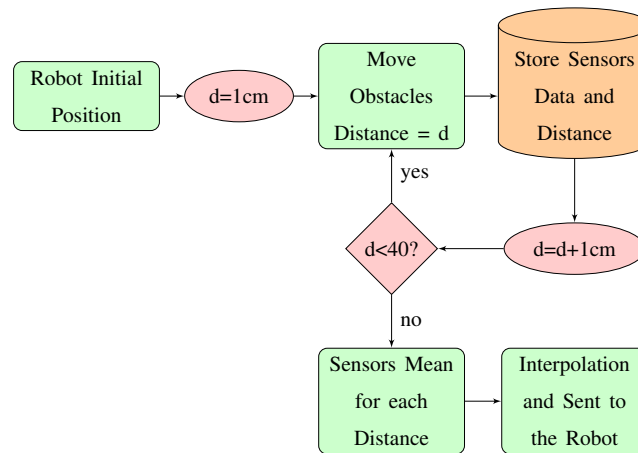 Robot Initial
Position
d=1cm
Move
Obstacles
Distance = d
Store Sensors
Data and
Distance
yes
d<40?
d=d+1cm
no
Sensors Mean
for each
Distance
Interpolation
and Sent to
the Robot